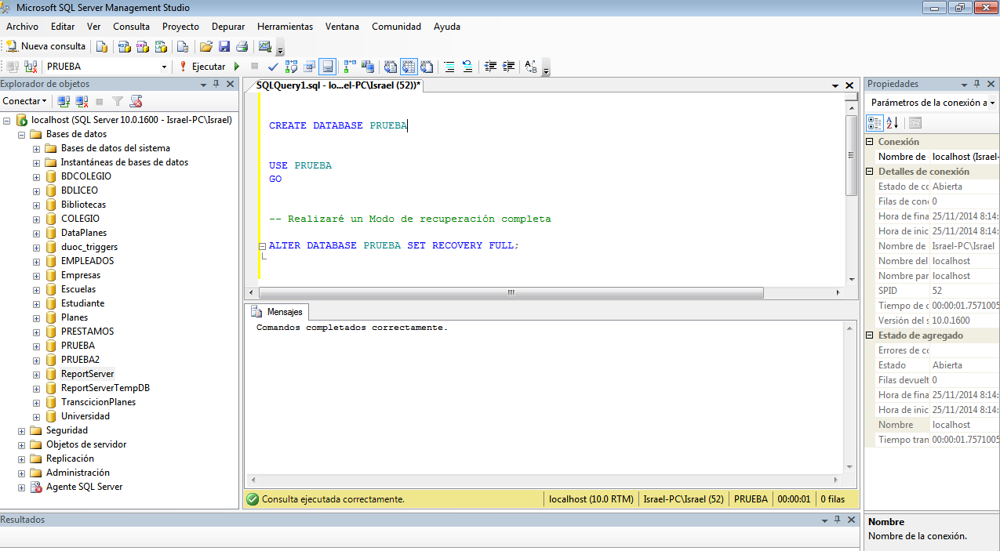 Microsoft SQL Server Management Studio
Archivo Editar Ver Consulta Proyecto Depurar Herramientas Ventana Comunidad Ayuda
Nueva consulta
PRUEBA Ejecutar
Explorador de objetos
Conectar
localhost (SQL Server 10.0.1600 - Israel-PC\Israel)
Bases de datos
Bases de datos del sistema
Instantáneas de bases de datos
BDCOLEGIO
BDLICEO
Bibliotecas
COLEGIO
DataPlanes
duoc_triggers
EMPLEADOS
Empresas
Escuelas
Estudiante
Planes
PRESTAMOS
PRUEBA
PRUEBA2
ReportServer
ReportServerTempDB
TranscicionPlanes
Universidad
Seguridad
Objetos de servidor
Replicación
Administración
Agente SQL Server
SQLQuery1.sql - lo...el-PC\Israel (52))*
CREATE DATABASE PRUEBA
USE PRUEBA
GO
-- Realizaré un Modo de recuperación completa
ALTER DATABASE PRUEBA SET RECOVERY FULL;
Mensajes
Comandos completados correctamente.
Consulta ejecutada correctamente. localhost (10.0 RTM) Israel-PC\Israel (52) PRUEBA 00:00:01 0 filas
Propiedades
Parámetros de la conexión a
Conexión
Nombre de localhost (Israel-
Detalles de conexión
Estado de co Abierta
Filas de con 0
Hora de fina 25/11/2014 8:14:
Hora de inic 25/11/2014 8:14:
Nombre de Israel-PC\Israel
Nombre del localhost
Nombre par localhost
SPID 52
Tiempo de c 00:00:01.7571005
Versión del s 10.0.1600
Estado de agregado
Errores de co
Estado Abierta
Filas devuelt 0
Hora de fina 25/11/2014 8:14:
Hora de inic 25/11/2014 8:14:
Nombre localhost
Tiempo tran 00:00:01.7571005
Nombre
Nombre de la conexión.
Resultados